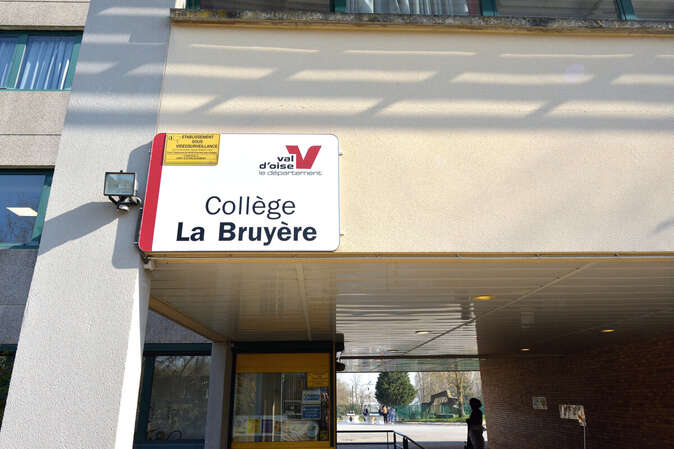 ETABLISSEMENT
SOUS
VIDEOSURVEILLANCE
val
d'oise
le département
Collège
La Bruyère